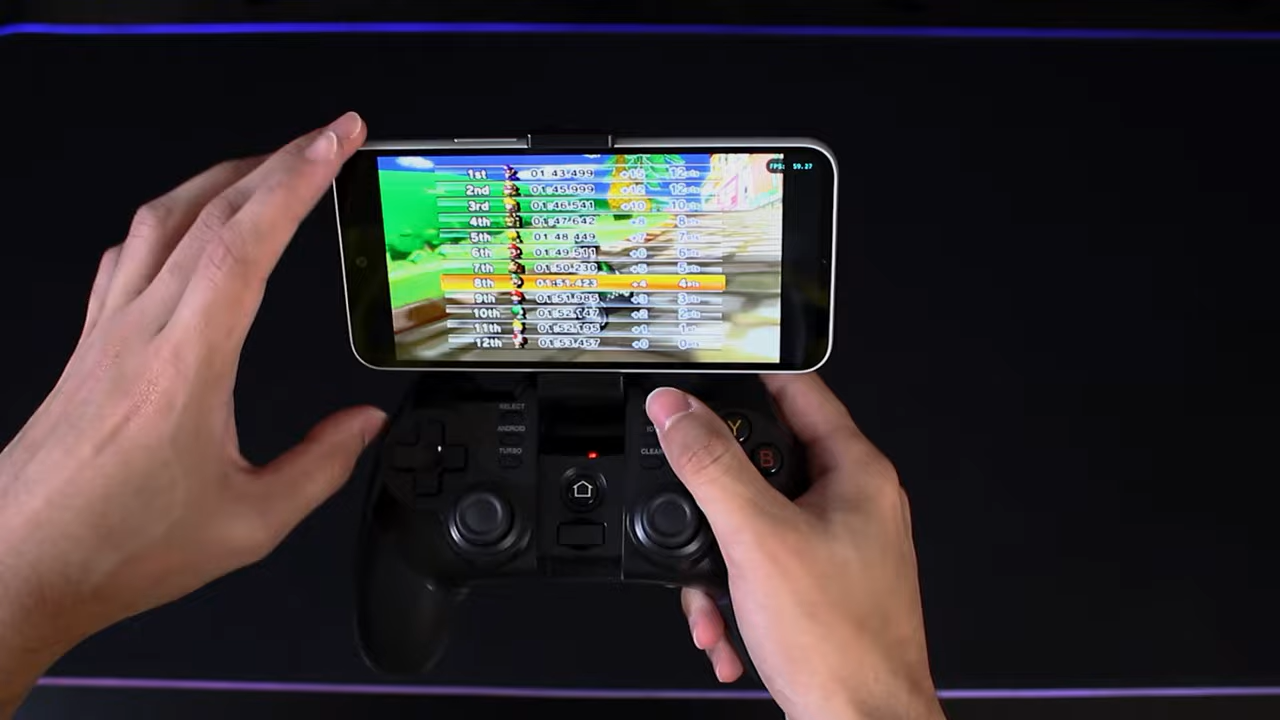 FPS: 59.27
1st 01:43.499 +15 12pts
2nd 01:45.999 +12 12pts
3rd 01:46.541 +10 10pts
4th 01:47.642 +8 8pts
5th 01:48.449 +7 7pts
6th 01:49.511 +6 6pts
7th 01:50.230 +5 5pts
8th 01:51.423 +4 4pts
9th 01:51.985 +3 3pts
10th 01:52.147 +2 2pts
11th 01:52.195 +1 1pt
12th 01:53.457 +0 0pts
SELECT
ANDROID
TURBO
CLEAR
Y
B